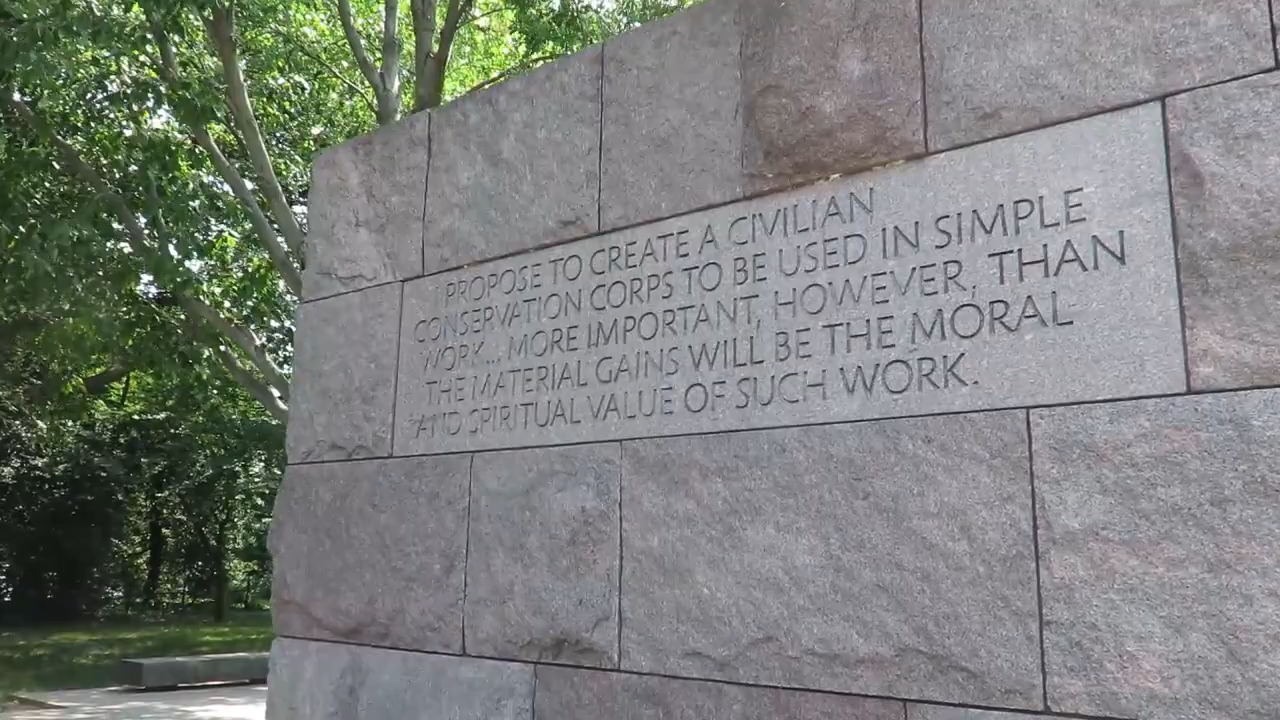 I PROPOSE TO CREATE A CIVILIAN
CONSERVATION CORPS TO BE USED IN SIMPLE
WORK... MORE IMPORTANT, HOWEVER, THAN
THE MATERIAL GAINS WILL BE THE MORAL
AND SPIRITUAL VALUE OF SUCH WORK.